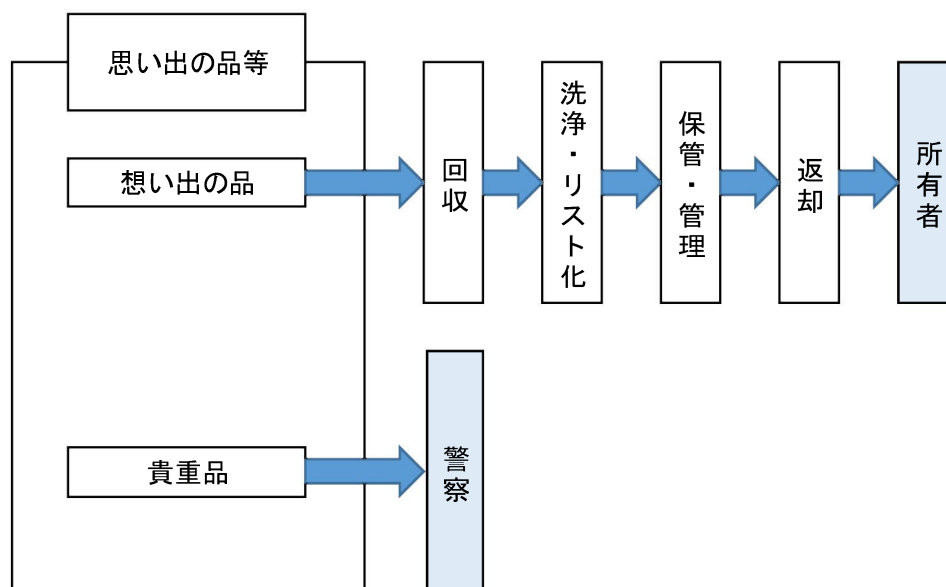 思い出の品等
想い出の品
回収
洗浄・リスト化
保管・管理
返却
所有者
貴重品
警察